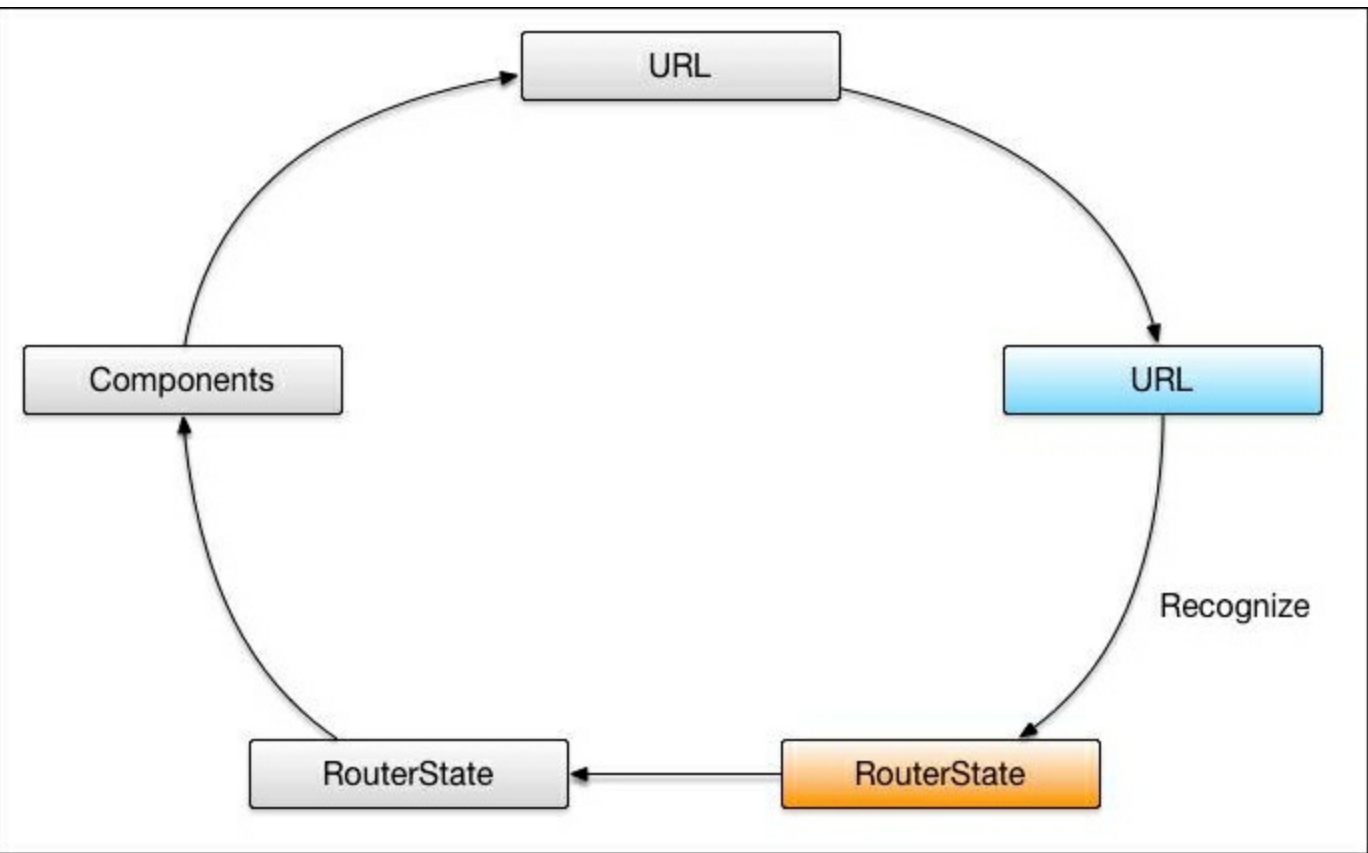 URL
Components
URL
Recognize
RouterState
RouterState